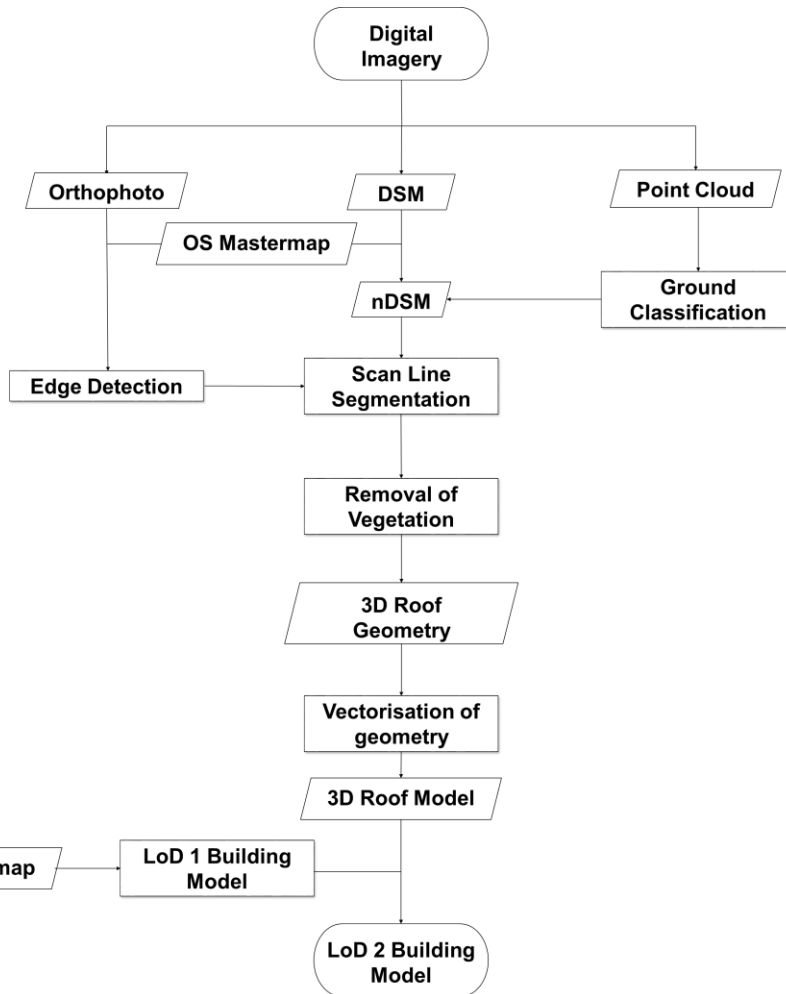 Digital
Imagery
Orthophoto
DSM
Point Cloud
OS Mastermap
nDSM
Ground
Classification
Edge Detection
Scan Line
Segmentation
Removal of
Vegetation
3D Roof
Geometry
Vectorisation of
geometry
3D Roof Model
map
LoD 1 Building
Model
LoD 2 Building
Model